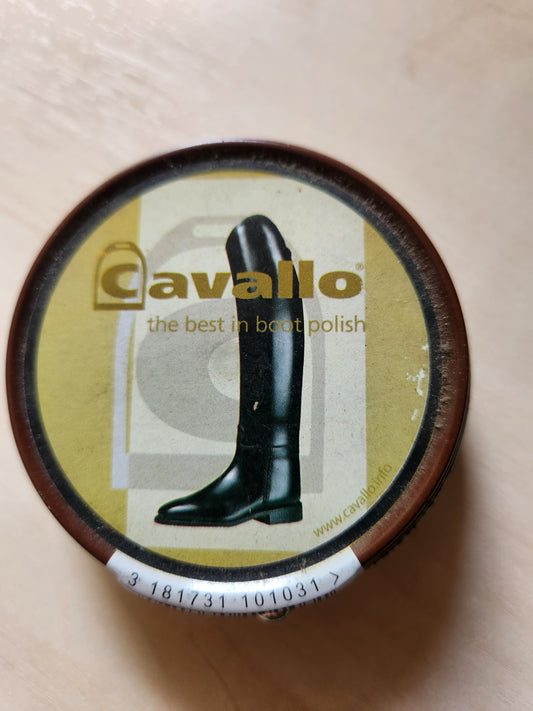 Cavallo®
the best in boot polish
www.cavallo.info
3 181731 101031 >